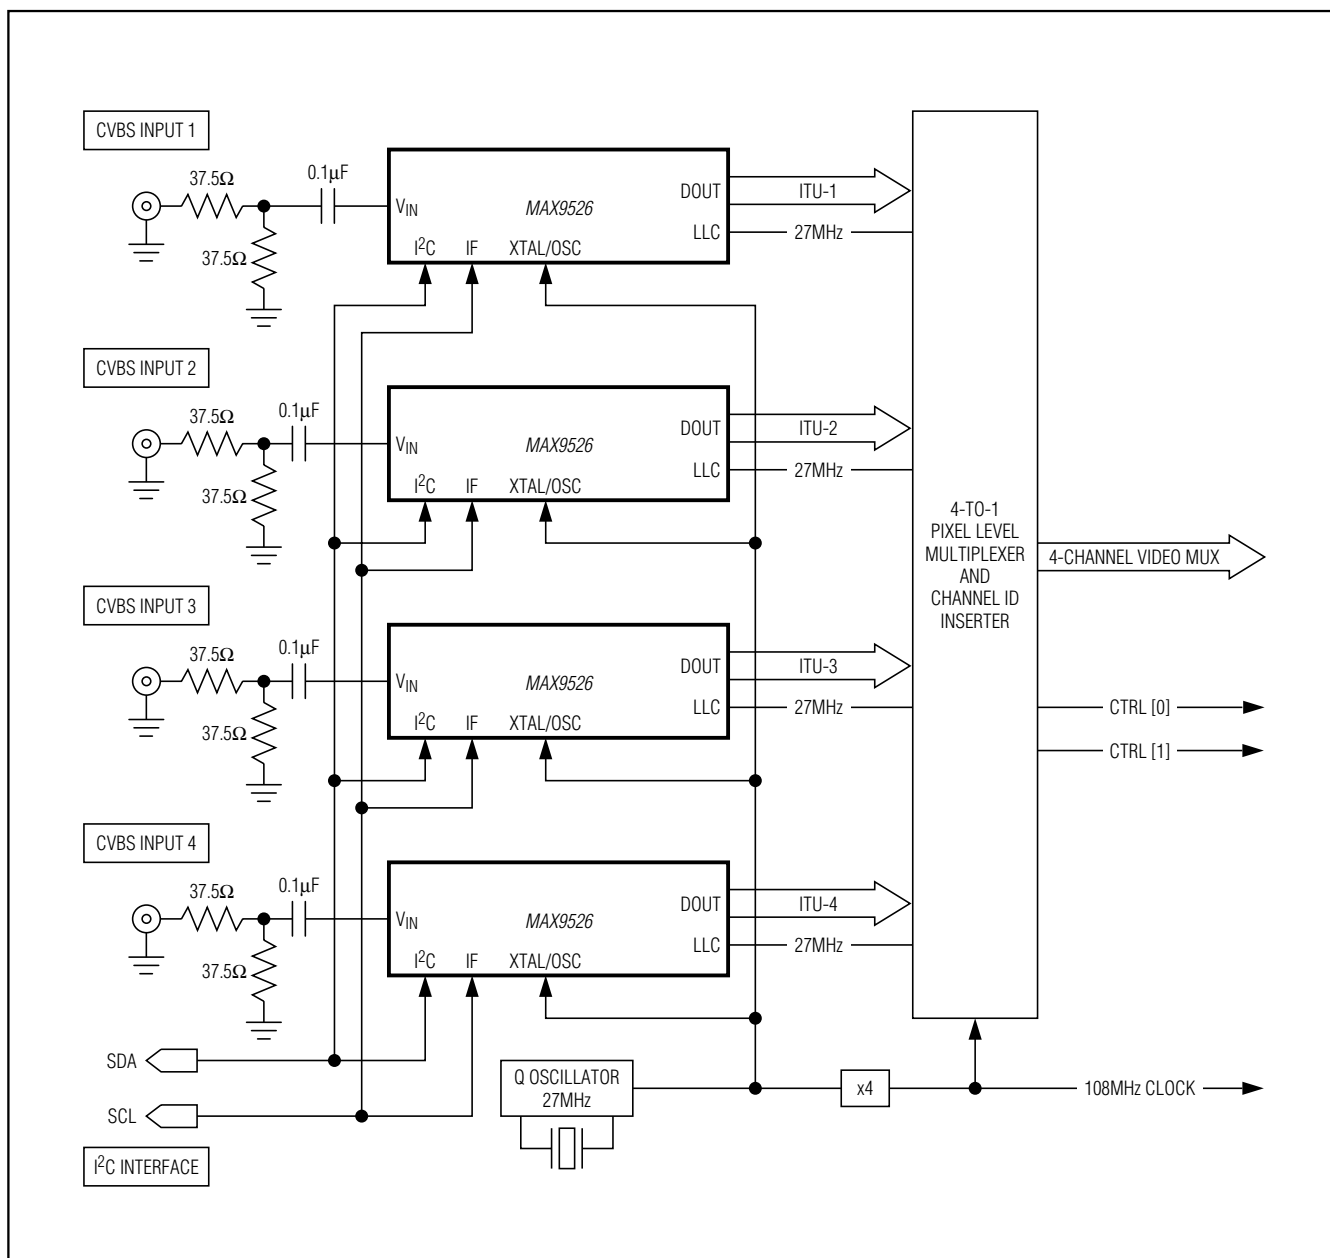 CVBS INPUT 1
37.5Ω
0.1μF
37.5Ω
VIN
MAX9526
DOUT
LLC
I²C IF XTAL/OSC
ITU-1
27MHz
CVBS INPUT 2
37.5Ω
0.1μF
37.5Ω
VIN
MAX9526
DOUT
LLC
I²C IF XTAL/OSC
ITU-2
27MHz
CVBS INPUT 3
37.5Ω
0.1μF
37.5Ω
VIN
MAX9526
DOUT
LLC
I²C IF XTAL/OSC
ITU-3
27MHz
CVBS INPUT 4
37.5Ω
0.1μF
37.5Ω
VIN
MAX9526
DOUT
LLC
I²C IF XTAL/OSC
ITU-4
27MHz
4-TO-1
PIXEL LEVEL
MULTIPLEXER
AND
CHANNEL ID
INSERTER
4-CHANNEL VIDEO MUX
CTRL [0]
CTRL [1]
SDA
SCL
I²C INTERFACE
Q OSCILLATOR
27MHz
x4
108MHz CLOCK